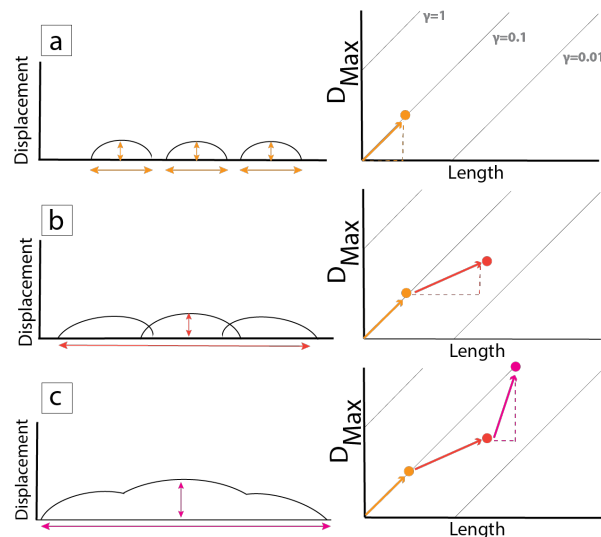 a
Displacement
DMax
γ=1
γ=0.1
γ=0.01
Length
b
Displacement
DMax
Length
c
Displacement
DMax
Length